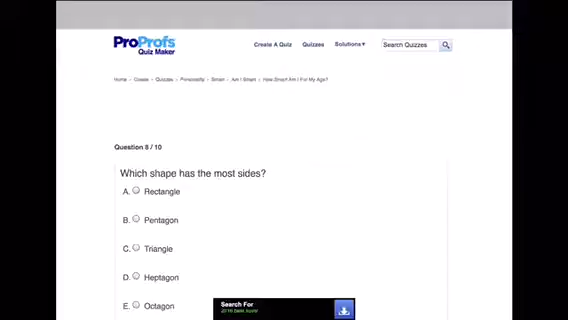 ProProfs
Quiz Maker
Create A Quiz Quizzes Solutions▾ Search Quizzes
Home > > Quizzes > Personality > Smart > Am I Smart > How Smart Am I For My Age?
Question 8 / 10
Which shape has the most sides?
A. Rectangle
B. Pentagon
C. Triangle
D. Heptagon
E. Octagon
Search For